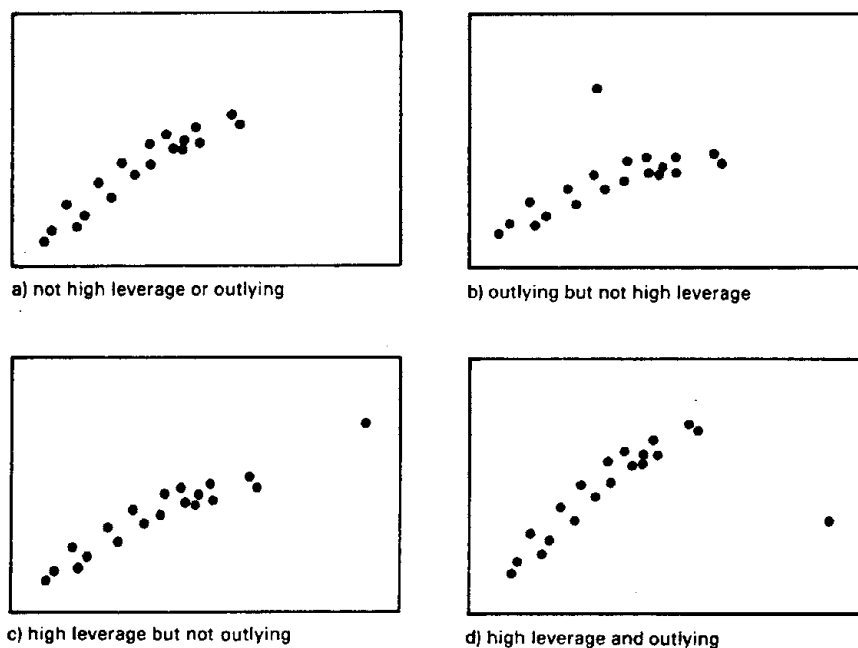 a) not high leverage or outlying
b) outlying but not high leverage
c) high leverage but not outlying
d) high leverage and outlying